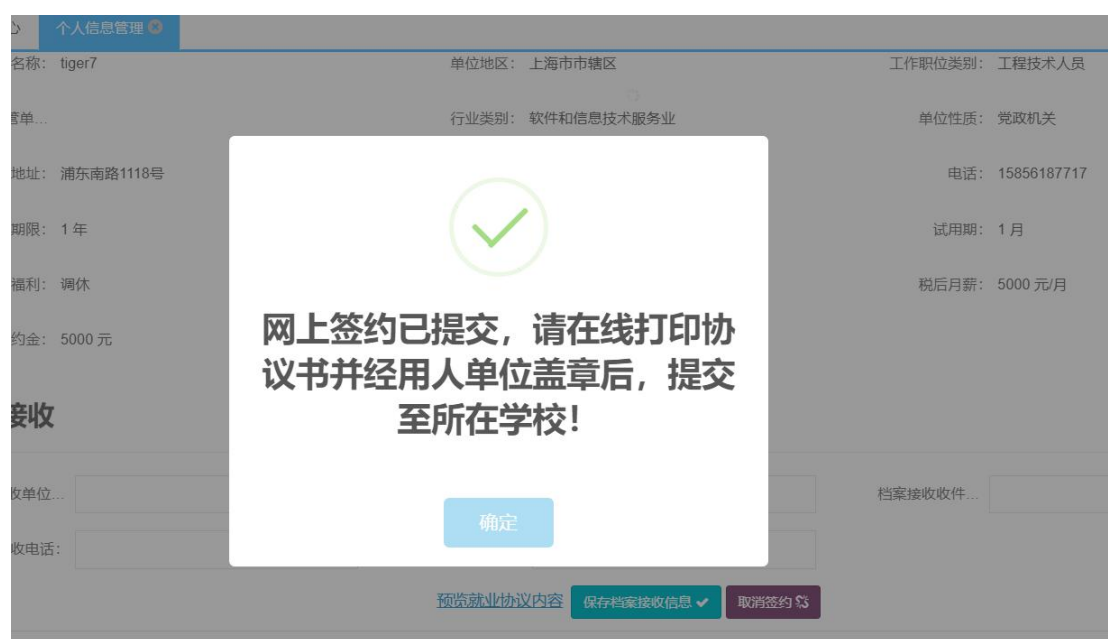 个人信息管理
名称: tiger7 单位地区: 上海市市辖区 工作职位类别: 工程技术人员
营单... 行业类别: 软件和信息技术服务业 单位性质: 党政机关
地址: 浦东南路1118号 电话: 15856187717
期限: 1 年 试用期: 1 月
福利: 调休 税后月薪: 5000 元/月
约金: 5000 元
网上签约已提交，请在线打印协
议书并经用人单位盖章后，提交
至所在学校！
接收
收单位... 档案接收收件...
确定
收电话:
预览就业协议内容 保存档案接收信息 取消签约